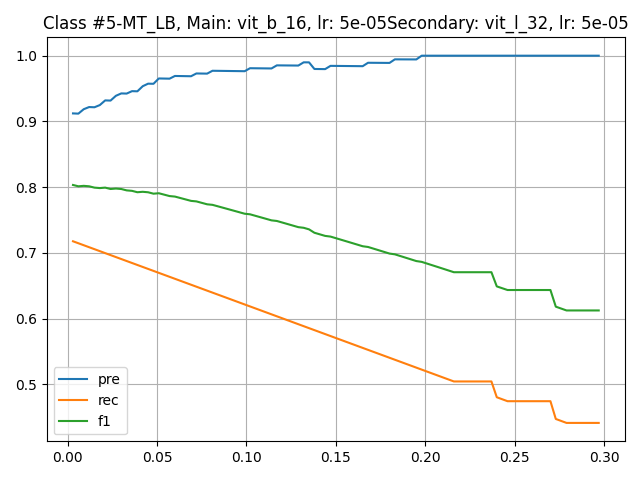 Class #5-MT_LB, Main: vit_b_16, lr: 5e-05Secondary: vit_l_32, lr: 5e-05
1.0
0.9
0.8
0.7
0.6
0.5
pre
rec
f1
0.00 0.05 0.10 0.15 0.20 0.25 0.30